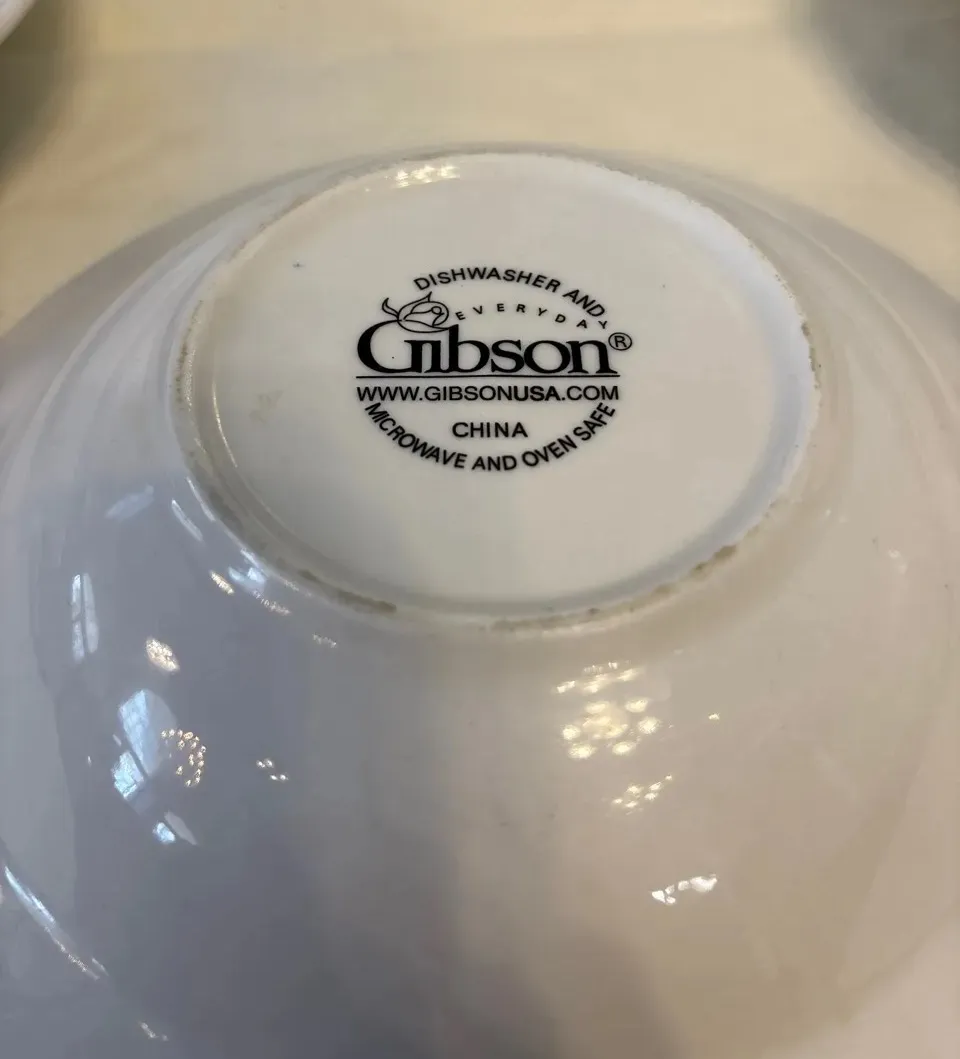 DISHWASHER AND
EVERYDAY
Gibson®
WWW.GIBSONUSA.COM
CHINA
MICROWAVE AND OVEN SAFE